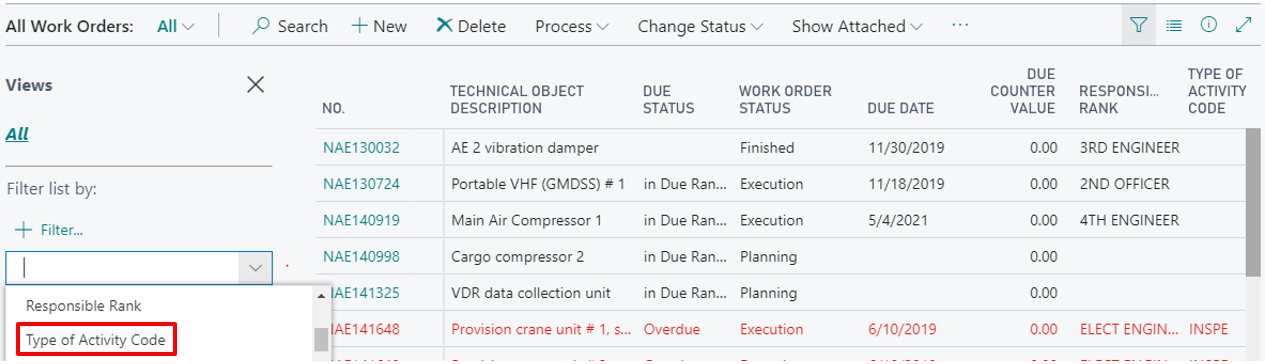 All Work Orders: All Search New Delete Process Change Status Show Attached ...
Views
All
Filter list by:
Filter...
Responsible Rank
Type of Activity Code
NO. TECHNICAL OBJECT DESCRIPTION DUE STATUS WORK ORDER STATUS DUE DATE DUE COUNTER VALUE RESPONSI... RANK TYPE OF ACTIVITY CODE
NAE130032 AE 2 vibration damper Finished 11/30/2019 0.00 3RD ENGINEER
NAE130724 Portable VHF (GMDSS) # 1 in Due Ran... Execution 11/18/2019 0.00 2ND OFFICER
NAE140919 Main Air Compressor 1 in Due Ran... Execution 5/4/2021 0.00 4TH ENGINEER
NAE140998 Cargo compressor 2 in Due Ran... Planning 0.00
NAE141325 VDR data collection unit in Due Ran... Planning 0.00
NAE141648 Provision crane unit # 1, s... Overdue Execution 6/10/2019 0.00 ELECT ENGIN... INSPE